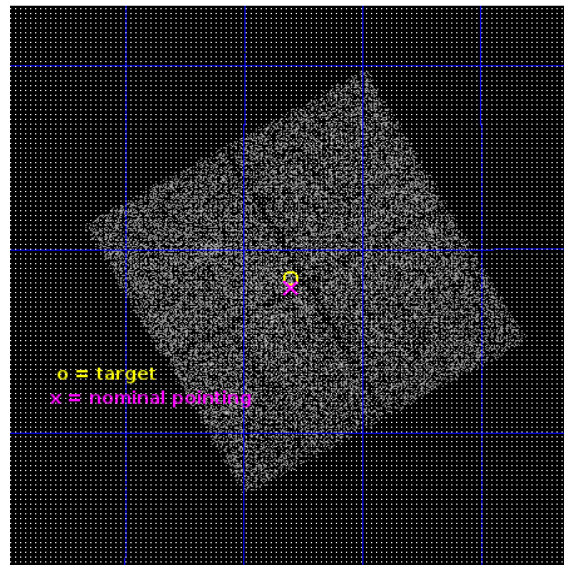 o = target
x = nominal pointing